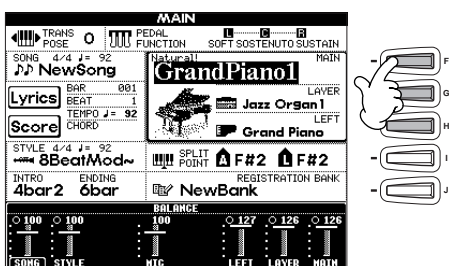 MAIN
TRANS POSE 0 PEDAL FUNCTION L C R SOFT SOSTENUTO SUSTAIN
SONG 4/4 ♩= 92
NewSong
Natural! MAIN
GrandPiano1
Lyrics BAR 001
BEAT 1
LAYER
Jazz Organ1
Score TEMPO ♩= 92
CHORD
LEFT
Grand Piano
STYLE 4/4 ♩= 92
8BeatMod~
SPLIT POINT A F#2 L F#2
INTRO ENDING
4bar2 6bar
REGISTRATION BANK
NewBank
BALANCE
100 100 100 127 126 126
SONG STYLE MIC LEFT LAYER MAIN
F
G
H
I
J